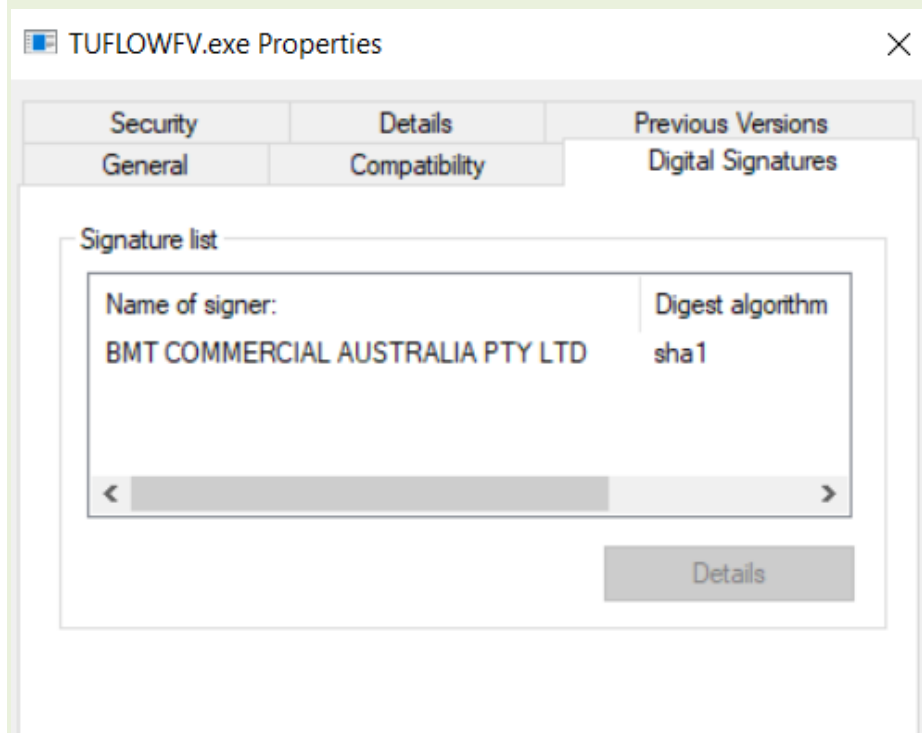 TUFLOWFV.exe Properties
Security Details Previous Versions
General Compatibility Digital Signatures
Signature list
Name of signer: Digest algorithm
BMT COMMERCIAL AUSTRALIA PTY LTD sha1
Details